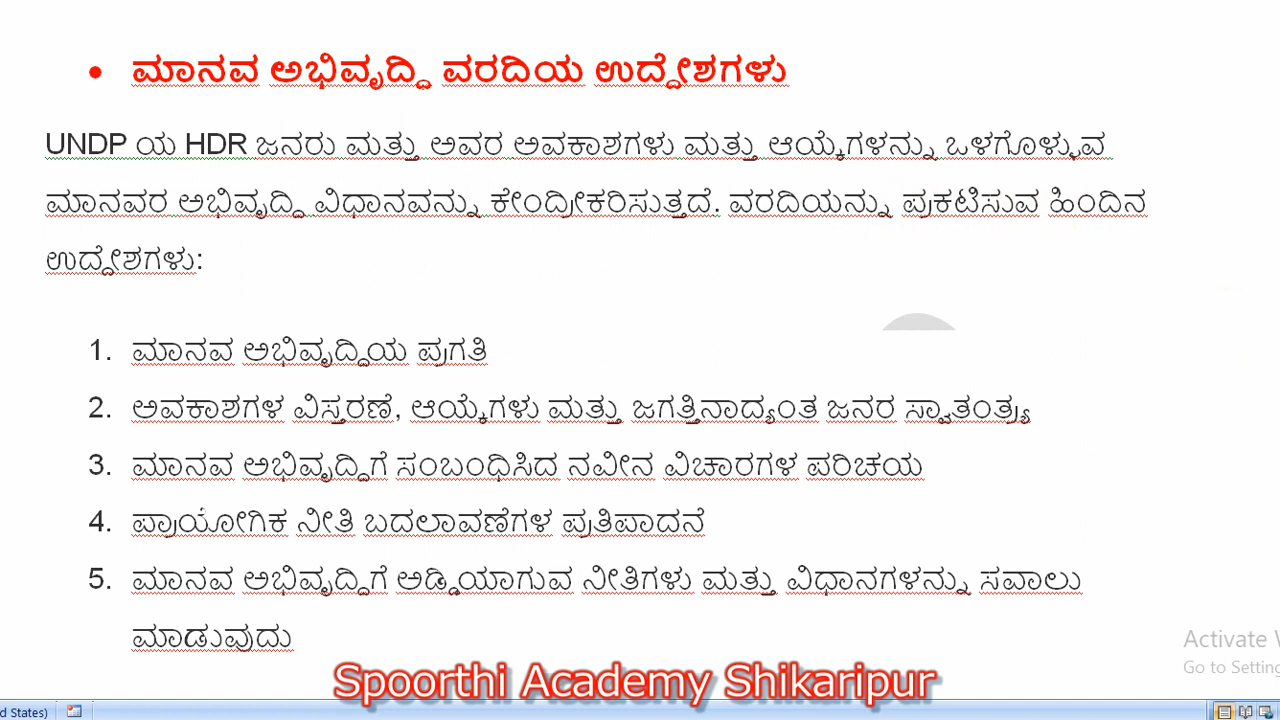 • ಮಾನವ ಅಭಿವೃದ್ಧಿ ವರದಿಯ ಉದ್ದೇಶಗಳು
UNDP ಯ HDR ಜನರು ಮತ್ತು ಅವರ ಅವಕಾಶಗಳು ಮತ್ತು ಆಯ್ಕೆಗಳನ್ನು ಒಳಗೊಳ್ಳುವ
ಮಾನವರ ಅಭಿವೃದ್ಧಿ ವಿಧಾನವನ್ನು ಕೇಂದ್ರೀಕರಿಸುತ್ತದೆ. ವರದಿಯನ್ನು ಪ್ರಕಟಿಸುವ ಹಿಂದಿನ
ಉದ್ದೇಶಗಳು:
1. ಮಾನವ ಅಭಿವೃದ್ಧಿಯ ಪ್ರಗತಿ
2. ಅವಕಾಶಗಳ ವಿಸ್ತರಣೆ, ಆಯ್ಕೆಗಳು ಮತ್ತು ಜಗತ್ತಿನಾದ್ಯಂತ ಜನರ ಸ್ವಾತಂತ್ರ್ಯ
3. ಮಾನವ ಅಭಿವೃದ್ಧಿಗೆ ಸಂಬಂಧಿಸಿದ ನವೀನ ವಿಚಾರಗಳ ಪರಿಚಯ
4. ಪ್ರಾಯೋಗಿಕ ನೀತಿ ಬದಲಾವಣೆಗಳ ಪ್ರತಿಪಾದನೆ
5. ಮಾನವ ಅಭಿವೃದ್ಧಿಗೆ ಅಡ್ಡಿಯಾಗುವ ನೀತಿಗಳು ಮತ್ತು ವಿಧಾನಗಳನ್ನು ಸವಾಲು
ಮಾಡುವುದು
Activate
Go to Setting
Spoorthi Academy Shikaripur
d States)